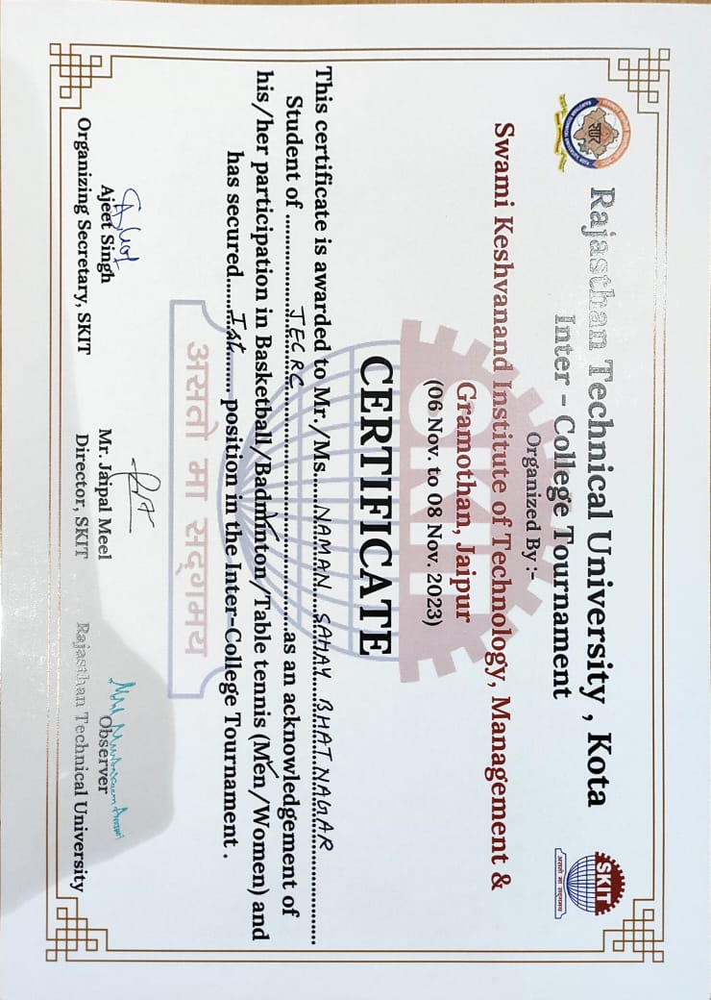 Rajasthan Technical University , Kota
Inter - College Tournament
Organized By :-
Swami Keshvanand Institute of Technology, Management &
Gramothan, Jaipur
(06 Nov. to 08 Nov. 2023)
SKIT
SKIT
असतो मा सद्गमय
CERTIFICATE
This certificate is awarded to Mr./Ms......NAMAN SAHAY BHATNAGAR
Student of ..........JECRC..........as an acknowledgement of
his/her participation in Basketball/Badminton/Table tennis (Men/Women) and
has secured......Ist...... position in the Inter-College Tournament .
असतो मा सद्गमय
Ajeet Singh
Organizing Secretary, SKIT
Mr. Jaipal Meel
Director, SKIT
Observer
Rajasthan Technical University